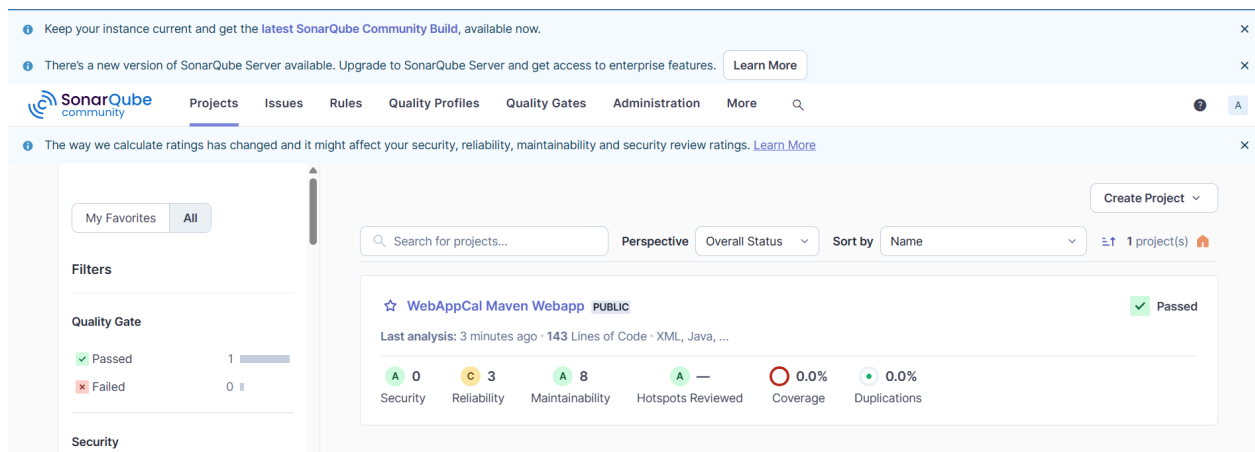 Keep your instance current and get the latest SonarQube Community Build, available now.
There's a new version of SonarQube Server available. Upgrade to SonarQube Server and get access to enterprise features. Learn More
SonarQube community Projects Issues Rules Quality Profiles Quality Gates Administration More ? A
The way we calculate ratings has changed and it might affect your security, reliability, maintainability and security review ratings. Learn More
Create Project
My Favorites All
Search for projects... Perspective Overall Status Sort by Name 1 project(s)
Filters
WebAppCal Maven Webapp PUBLIC Passed
Quality Gate
Last analysis: 3 minutes ago · 143 Lines of Code · XML, Java, ...
Passed 1
Failed 0
A 0 C 3 A 8 A — 0.0% 0.0%
Security Reliability Maintainability Hotspots Reviewed Coverage Duplications
Security